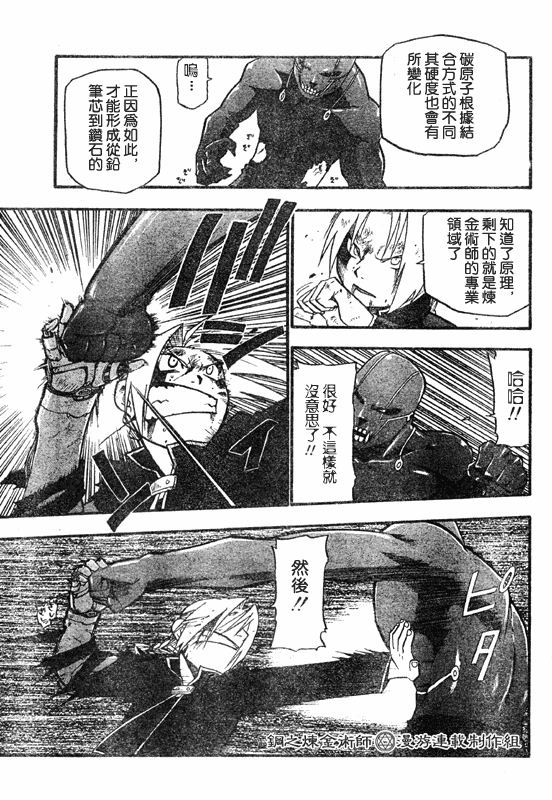 碳原子根據結
合方式的不同
其硬度也會有
所變化
嗚…
正因為如此,
才能形成從鉛
筆芯到鑽石的
知道了原理,
剩下的就是煉
金術師的專業
領域了
哈哈!!
很好 不這樣就
沒意思了!!
然後!!
ピタ
鋼之煉金術師 漫游連載制作組